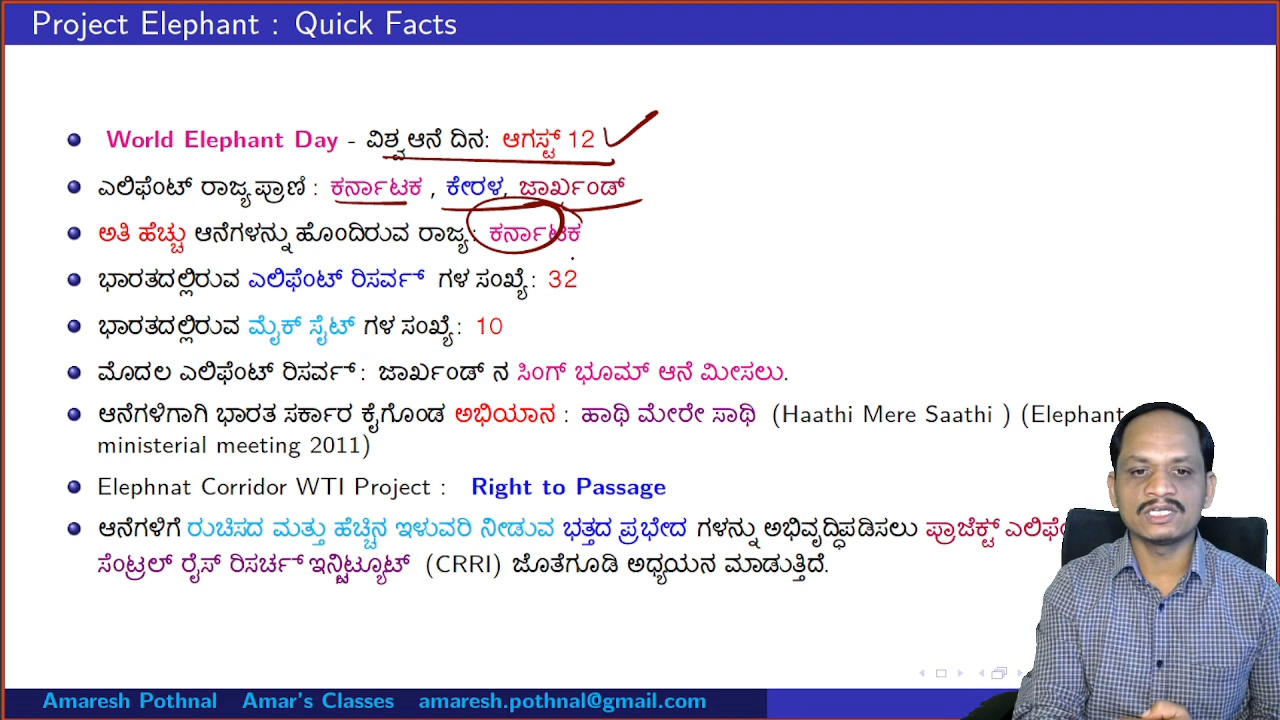 Project Elephant : Quick Facts
World Elephant Day - ವಿಶ್ವ ಆನೆ ದಿನ: ಆಗಸ್ಟ್ 12
ಎಲಿಫೆಂಟ್ ರಾಜ್ಯಪ್ರಾಣಿ : ಕರ್ನಾಟಕ , ಕೇರಳ, ಜಾರ್ಖಂಡ್
ಅತಿ ಹೆಚ್ಚು ಆನೆಗಳನ್ನು ಹೊಂದಿರುವ ರಾಜ್ಯ: ಕರ್ನಾಟಕ
ಭಾರತದಲ್ಲಿರುವ ಎಲಿಫೆಂಟ್ ರಿಸರ್ವ್ ಗಳ ಸಂಖ್ಯೆ: 32
ಭಾರತದಲ್ಲಿರುವ ಮೈಕ್ ಸೈಟ್ ಗಳ ಸಂಖ್ಯೆ: 10
ಮೊದಲ ಎಲಿಫೆಂಟ್ ರಿಸರ್ವ್: ಜಾರ್ಖಂಡ್ ನ ಸಿಂಗ್ ಭೂಮ್ ಆನೆ ಮೀಸಲು.
ಆನೆಗಳಿಗಾಗಿ ಭಾರತ ಸರ್ಕಾರ ಕೈಗೊಂಡ ಅಭಿಯಾನ : ಹಾಥಿ ಮೇರೇ ಸಾಥಿ (Haathi Mere Saathi ) (Elephant
ministerial meeting 2011)
Elephnat Corridor WTI Project : Right to Passage
ಆನೆಗಳಿಗೆ ರುಚಿಸದ ಮತ್ತು ಹೆಚ್ಚಿನ ಇಳುವರಿ ನೀಡುವ ಭತ್ತದ ಪ್ರಭೇದ ಗಳನ್ನು ಅಭಿವೃದ್ಧಿಪಡಿಸಲು ಪ್ರಾಜೆಕ್ಟ್
ಸೆಂಟ್ರಲ್ ರೈಸ್ ರಿಸರ್ಚ್ ಇನ್ಸ್ಟಿಟ್ಯೂಟ್ (CRRI) ಜೊತೆಗೂಡಿ ಅಧ್ಯಯನ ಮಾಡುತ್ತಿದೆ.
Amaresh Pothnal Amar's Classes amaresh.pothnal@gmail.com